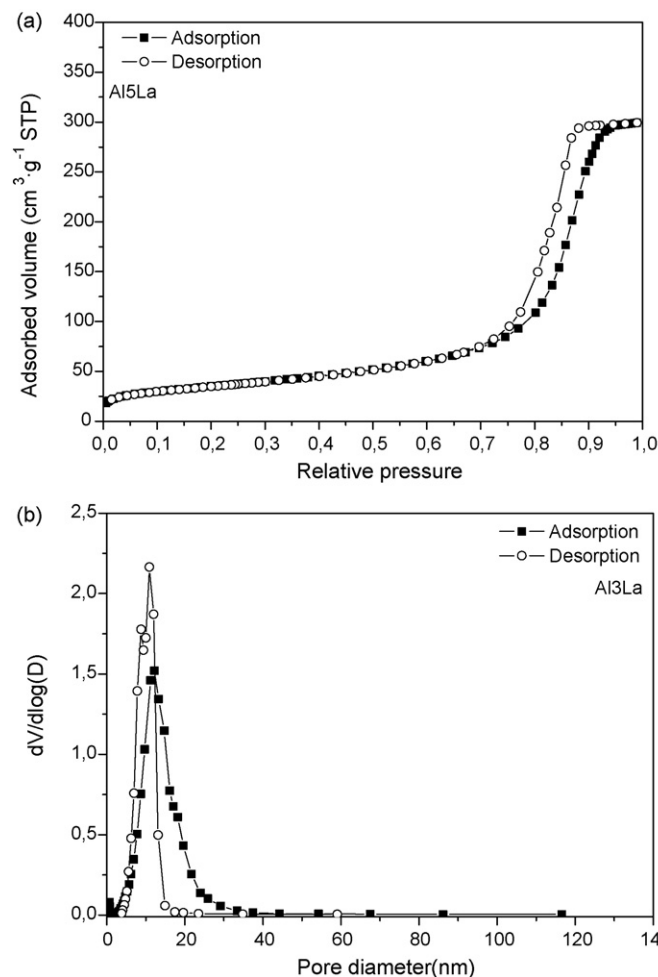 (a)
Adsorption
Desorption
Al5La
Adsorbed volume (cm³·g⁻¹ STP)
400
350
300
250
200
150
100
50
0
0,0 0,1 0,2 0,3 0,4 0,5 0,6 0,7 0,8 0,9 1,0
Relative pressure
(b)
Adsorption
Desorption
Al3La
dV/dlog(D)
2,5
2,0
1,5
1,0
0,5
0,0
0 20 40 60 80 100 120 14
Pore diameter(nm)